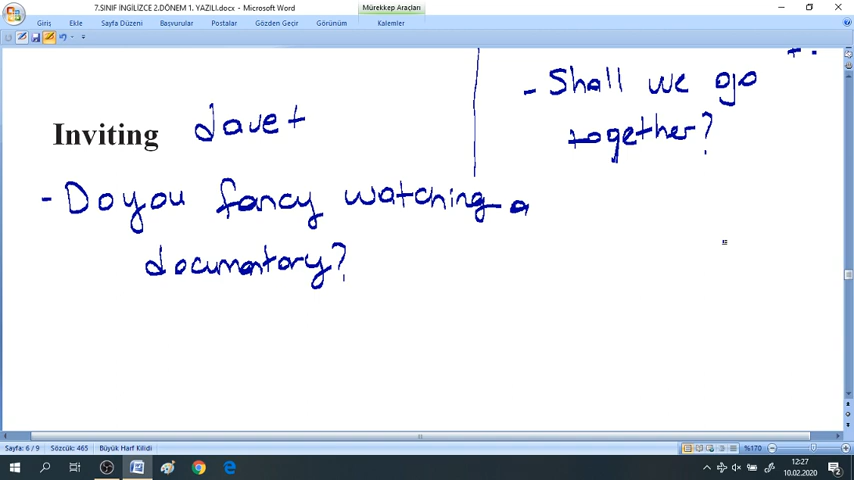 7.SINIF İNGİLİZCE 2.DÖNEM 1. YAZILI.docx - Microsoft Word
Mürekkep Araçları
Giriş Ekle Sayfa Düzeni Başvurular Postalar Gözden Geçir Görünüm Kalemler
- Shall we go
together?
Inviting davet
- Do you fancy watching a
documentory?
Sayfa: 6 / 9 Sözcük: 465 Büyük Harf Kilidi %170
12:27
10.02.2020
2